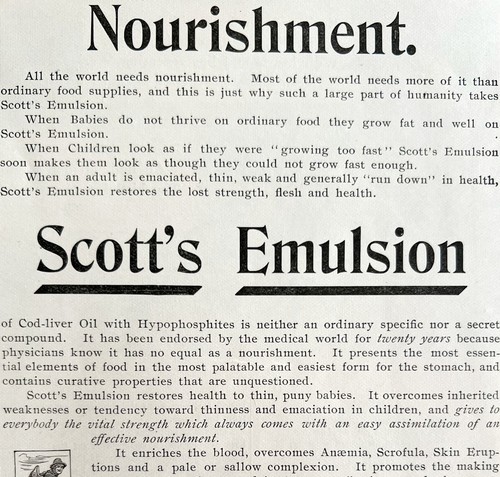 Nourishment.
All the world needs nourishment. Most of the world needs more of it than
ordinary food supplies, and this is just why such a large part of humanity takes
Scott's Emulsion.
When Babies do not thrive on ordinary food they grow fat and well on
Scott's Emulsion.
When Children look as if they were "growing too fast" Scott's Emulsion
soon makes them look as though they could not grow fast enough.
When an adult is emaciated, thin, weak and generally "run down" in health,
Scott's Emulsion restores the lost strength, flesh and health.
Scott's Emulsion
of Cod-liver Oil with Hypophosphites is neither an ordinary specific nor a secret
compound. It has been endorsed by the medical world for twenty years because
physicians know it has no equal as a nourishment. It presents the most essen-
tial elements of food in the most palatable and easiest form for the stomach, and
contains curative properties that are unquestioned.
Scott's Emulsion restores health to thin, puny babies. It overcomes inherited
weaknesses or tendency toward thinness and emaciation in children, and gives to
everybody the vital strength which always comes with an easy assimilation of an
effective nourishment.
It enriches the blood, overcomes Anæmia, Scrofula, Skin Erup-
tions and a pale or sallow complexion. It promotes the making